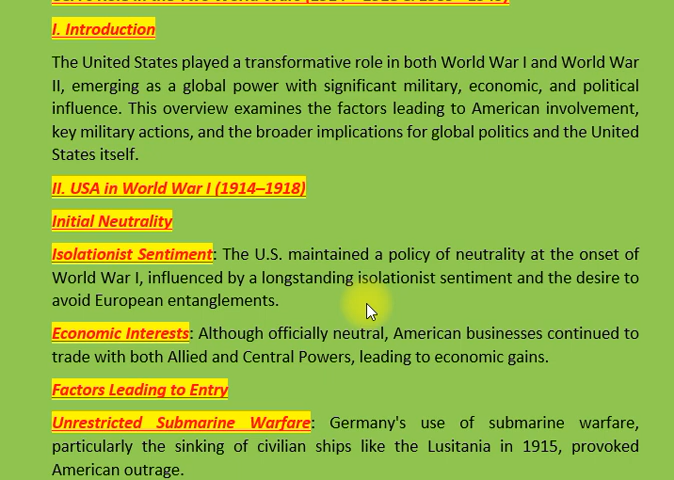 I. Introduction
The United States played a transformative role in both World War I and World War
II, emerging as a global power with significant military, economic, and political
influence. This overview examines the factors leading to American involvement,
key military actions, and the broader implications for global politics and the United
States itself.
II. USA in World War I (1914–1918)
Initial Neutrality
Isolationist Sentiment: The U.S. maintained a policy of neutrality at the onset of
World War I, influenced by a longstanding isolationist sentiment and the desire to
avoid European entanglements.
Economic Interests: Although officially neutral, American businesses continued to
trade with both Allied and Central Powers, leading to economic gains.
Factors Leading to Entry
Unrestricted Submarine Warfare: Germany's use of submarine warfare,
particularly the sinking of civilian ships like the Lusitania in 1915, provoked
American outrage.